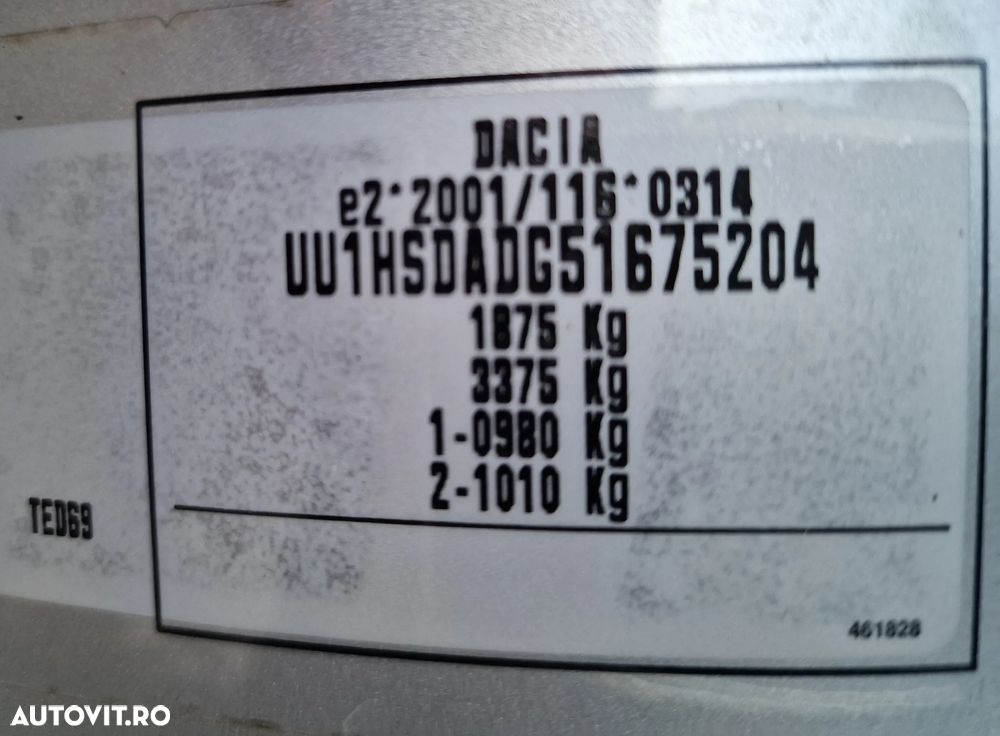 DACIA
e2*2001/116*0314
UU1HSDADG51675204
1875 Kg
3375 Kg
1-0980 Kg
2-1010 Kg
TED69
461828
AUTOVIT.RO